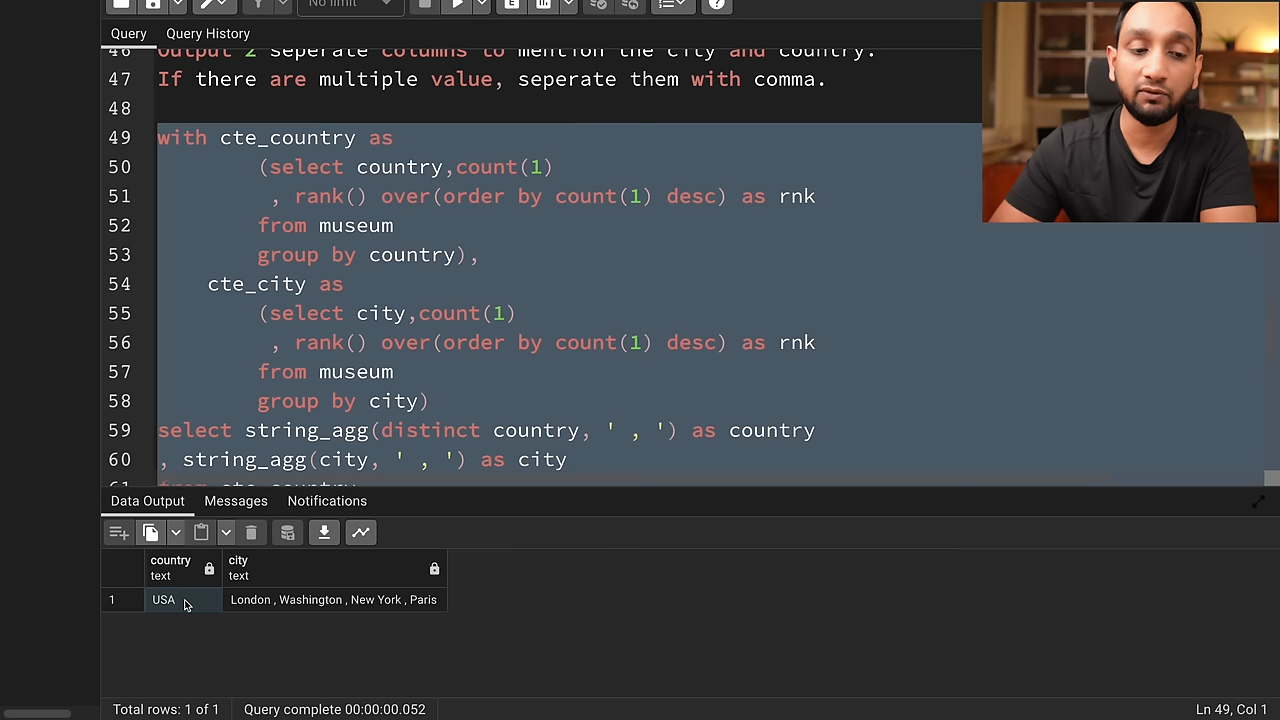 No limit
Query Query History
46 Output 2 seperate columns to mention the city and country.
47 If there are multiple value, seperate them with comma.
48
49 with cte_country as
50 (select country,count(1)
51 , rank() over(order by count(1) desc) as rnk
52 from museum
53 group by country),
54 cte_city as
55 (select city,count(1)
56 , rank() over(order by count(1) desc) as rnk
57 from museum
58 group by city)
59 select string_agg(distinct country, ' , ') as country
60 , string_agg(city, ' , ') as city
61 from cte_country
Data Output Messages Notifications
country city
text text
1 USA London , Washington , New York , Paris
Total rows: 1 of 1 Query complete 00:00:00.052 Ln 49, Col 1